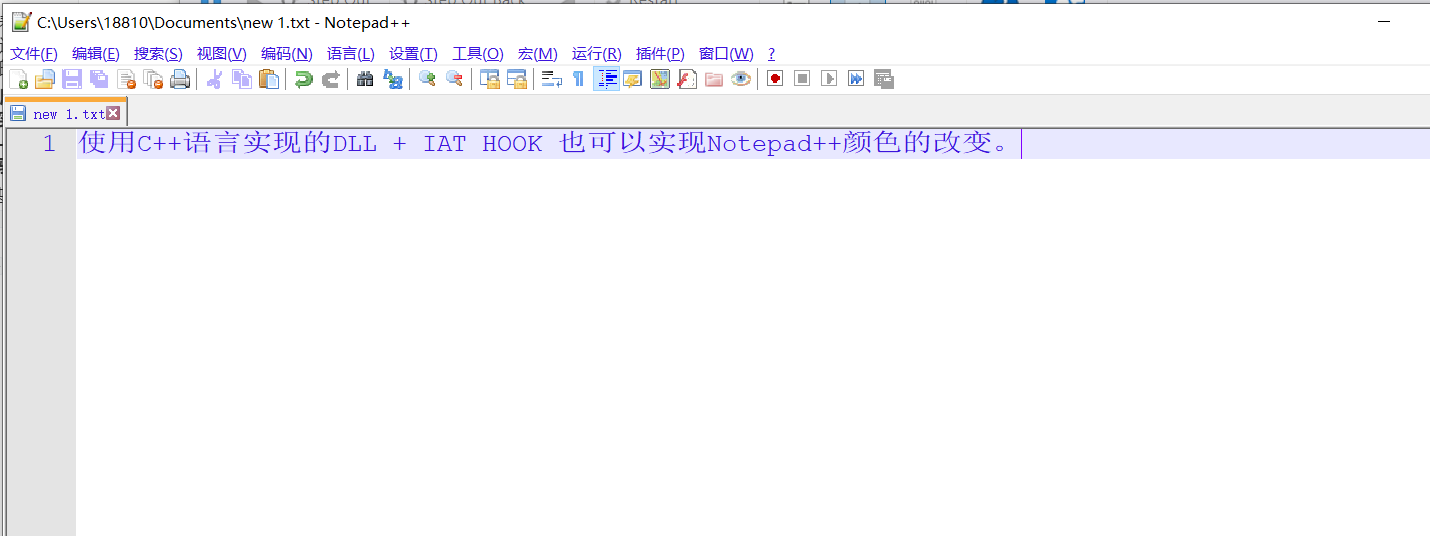 C:\Users\18810\Documents\new 1.txt - Notepad++
文件(F) 编辑(E) 搜索(S) 视图(V) 编码(N) 语言(L) 设置(T) 工具(O) 宏(M) 运行(R) 插件(P) 窗口(W) ?
new 1.txt
1 使用C++语言实现的DLL + IAT HOOK 也可以实现Notepad++颜色的改变。